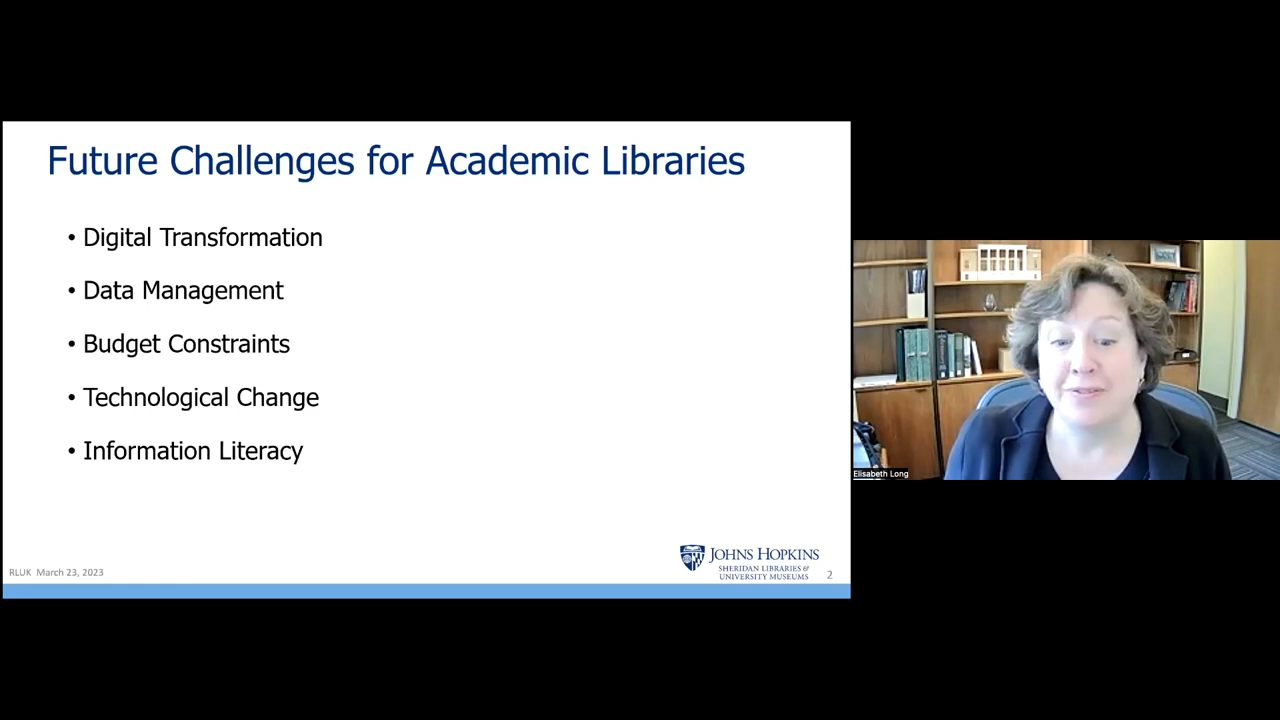 Future Challenges for Academic Libraries
• Digital Transformation
• Data Management
• Budget Constraints
• Technological Change
• Information Literacy
RLUK March 23, 2023
JOHNS HOPKINS
SHERIDAN LIBRARIES &
UNIVERSITY MUSEUMS
2
Elisabeth Long